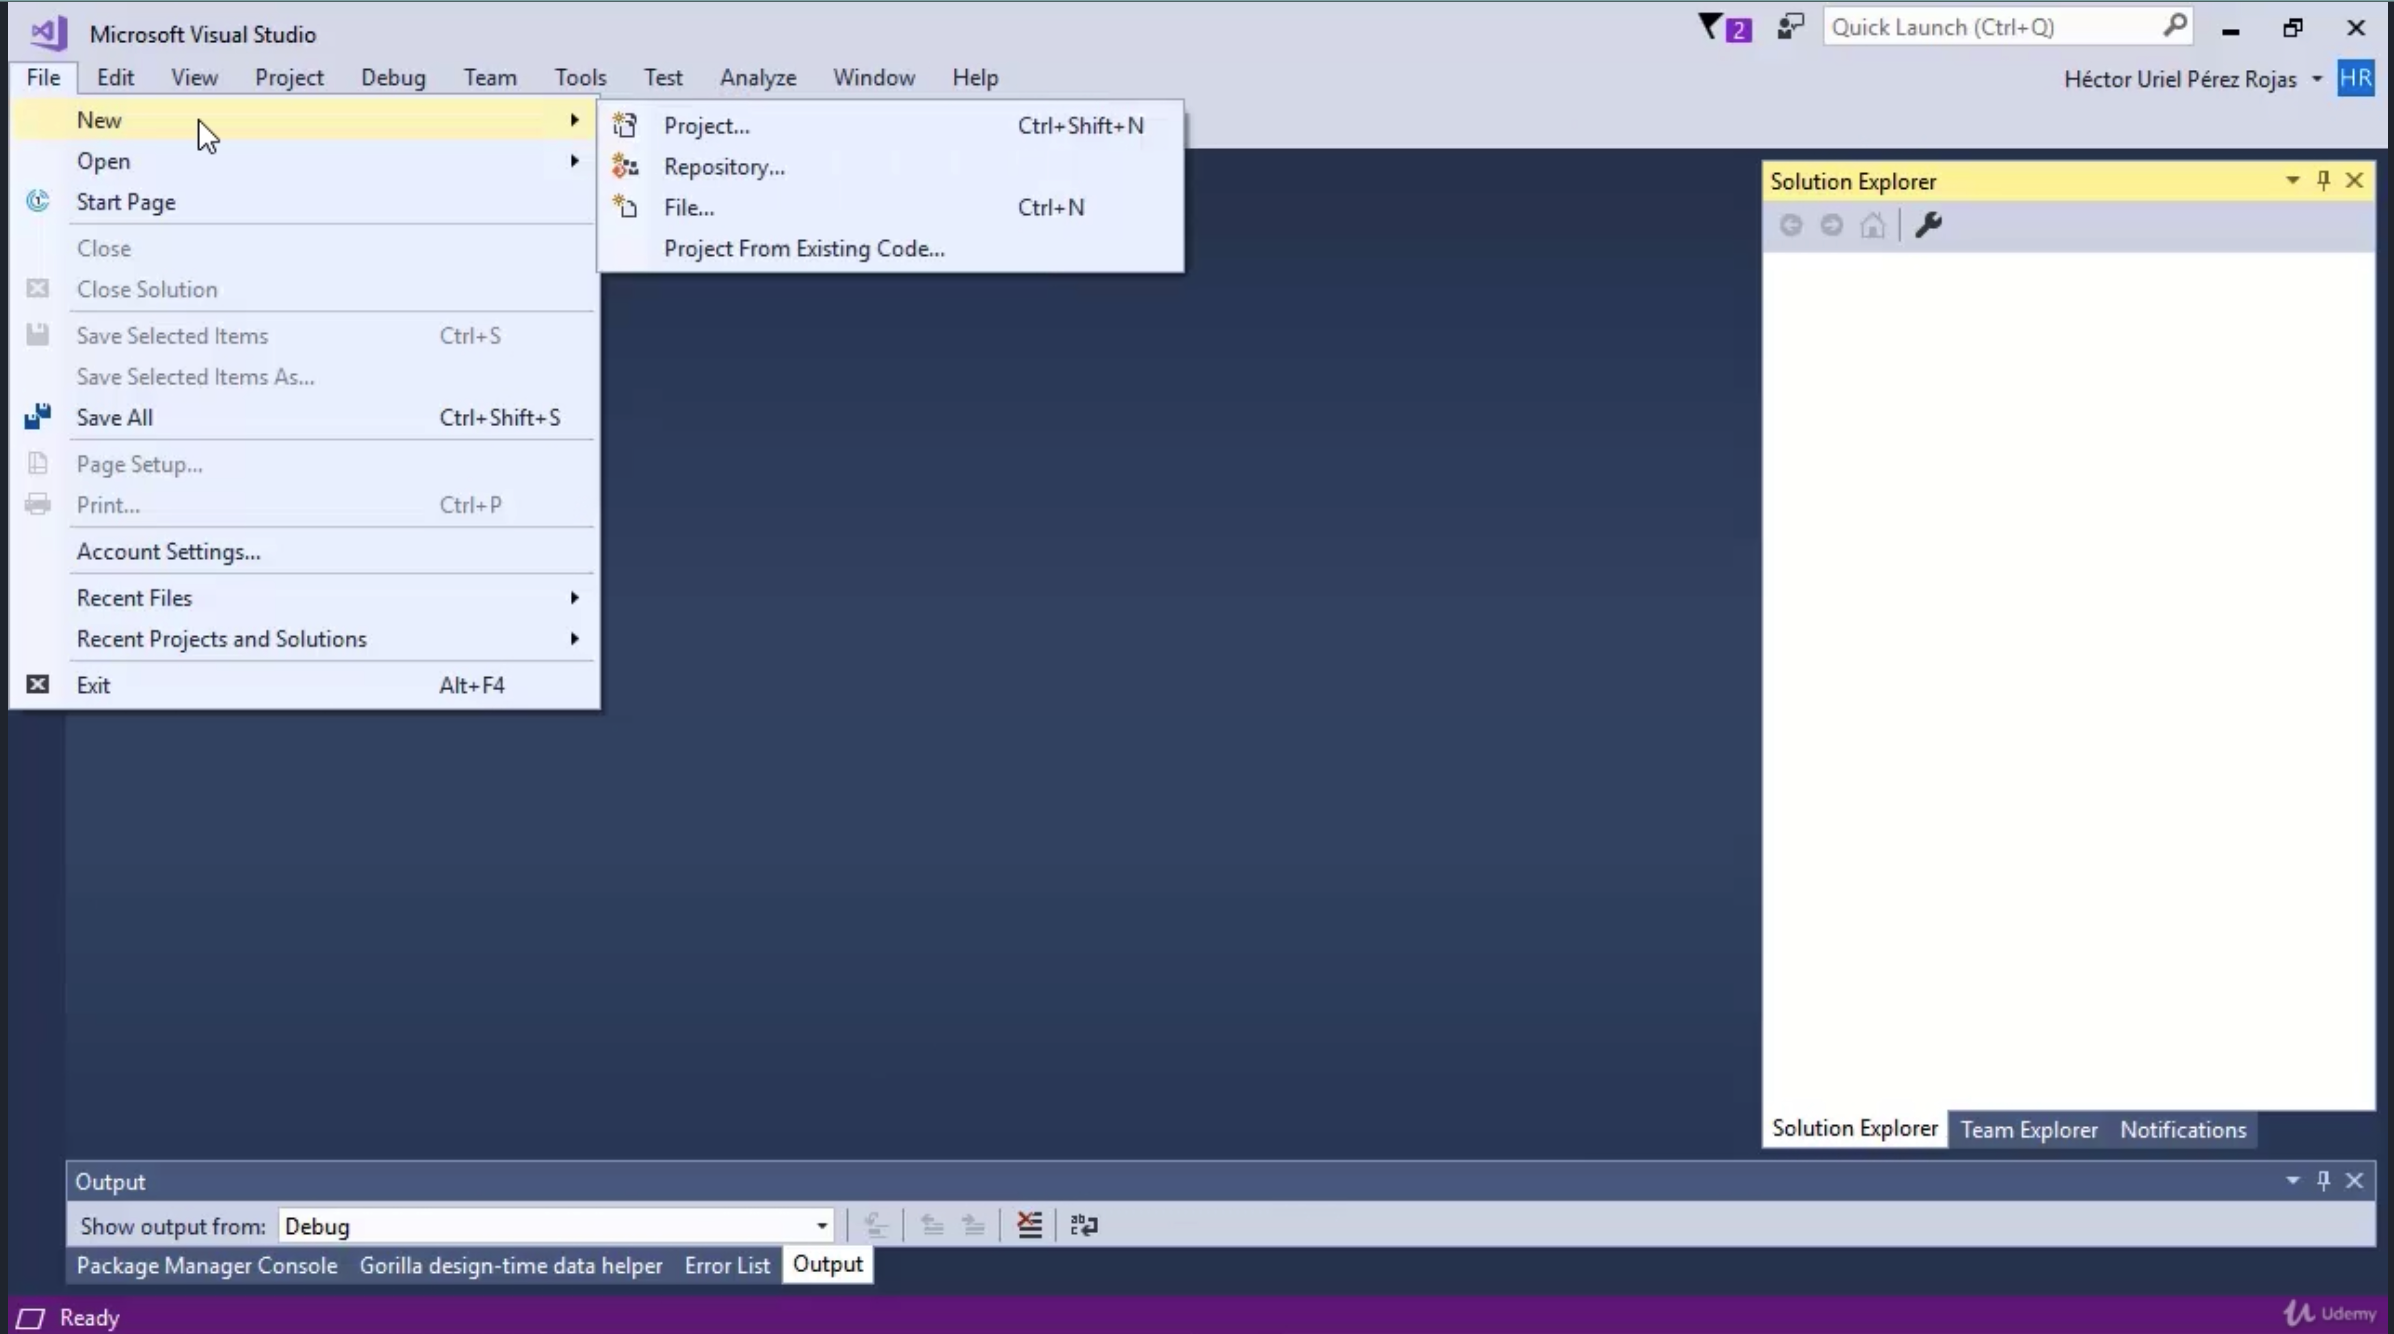 Microsoft Visual Studio
2
Quick Launch (Ctrl+Q)
File Edit View Project Debug Team Tools Test Analyze Window Help
Héctor Uriel Pérez Rojas HR
New
Open
Start Page
Close
Close Solution
Save Selected Items Ctrl+S
Save Selected Items As...
Save All Ctrl+Shift+S
Page Setup...
Print... Ctrl+P
Account Settings...
Recent Files
Recent Projects and Solutions
Exit Alt+F4
Project... Ctrl+Shift+N
Repository...
File... Ctrl+N
Project From Existing Code...
Solution Explorer
Solution Explorer Team Explorer Notifications
Output
Show output from: Debug
Package Manager Console Gorilla design-time data helper Error List Output
Ready
Udemy